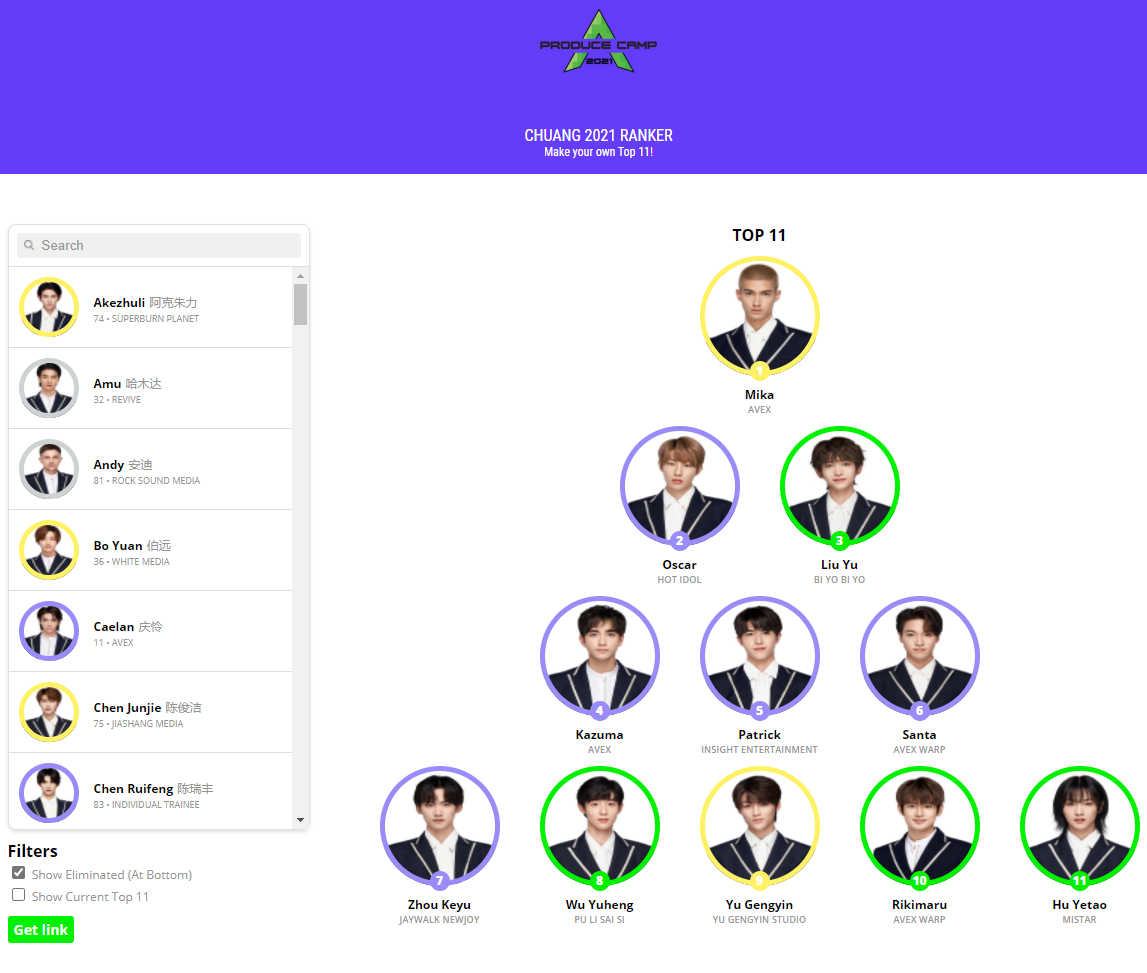 PRODUCE CAMP
2021
CHUANG 2021 RANKER
Make your own Top 11!
Search
Akezhuli 阿克朱力
74 • SUPERBURN PLANET
Amu 哈木达
32 • REVIVE
Andy 安迪
81 • ROCK SOUND MEDIA
Bo Yuan 伯远
36 • WHITE MEDIA
Caelan 庆怜
11 • AVEX
Chen Junjie 陈俊洁
75 • JIASHANG MEDIA
Chen Ruifeng 陈瑞丰
83 • INDIVIDUAL TRAINEE
Filters
Show Eliminated (At Bottom)
Show Current Top 11
Get link
TOP 11
1
Mika
AVEX
2
Oscar
HOT IDOL
3
Liu Yu
BI YO BI YO
4
Kazuma
AVEX
5
Patrick
INSIGHT ENTERTAINMENT
6
Santa
AVEX WARP
7
Zhou Keyu
JAYWALK NEWJOY
8
Wu Yuheng
PU LI SAI SI
9
Yu Gengyin
YU GENGYIN STUDIO
10
Rikimaru
AVEX WARP
11
Hu Yetao
MISTAR